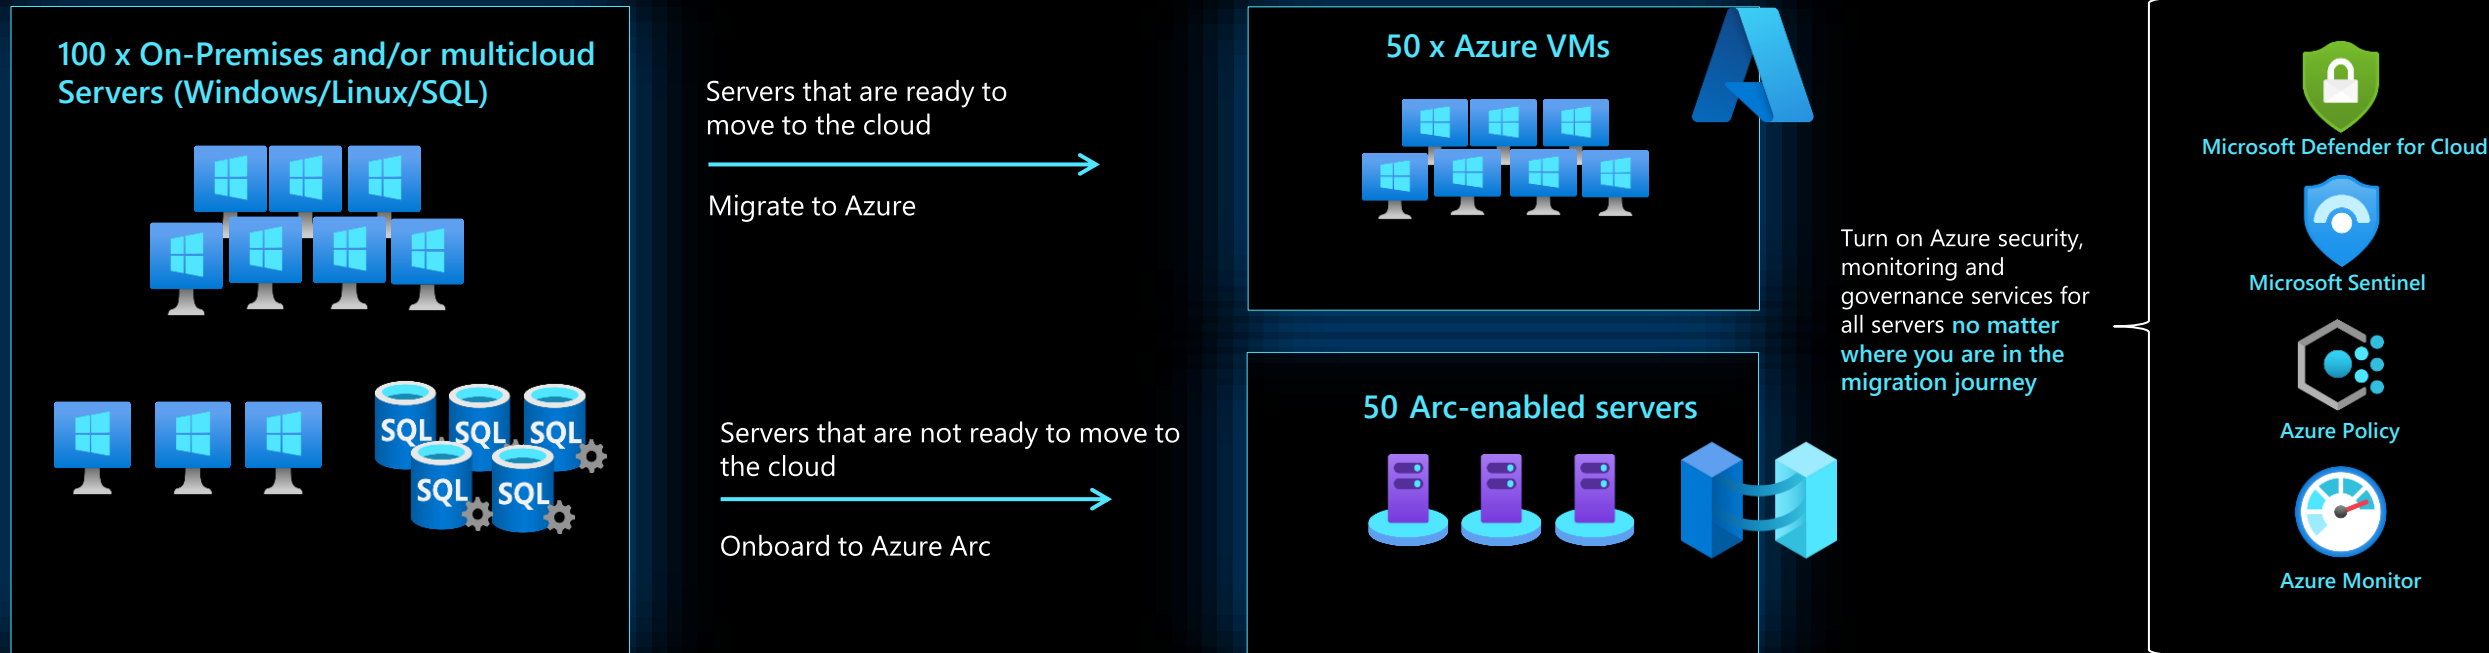 100 x On-Premises and/or multicloud
Servers (Windows/Linux/SQL)
SQL
SQL
SQL
SQL
SQL
Servers that are ready to
move to the cloud
Migrate to Azure
Servers that are not ready to move to
the cloud
Onboard to Azure Arc
50 x Azure VMs
50 Arc-enabled servers
Turn on Azure security,
monitoring and
governance services for
all servers no matter
where you are in the
migration journey
Microsoft Defender for Cloud
Microsoft Sentinel
Azure Policy
Azure Monitor